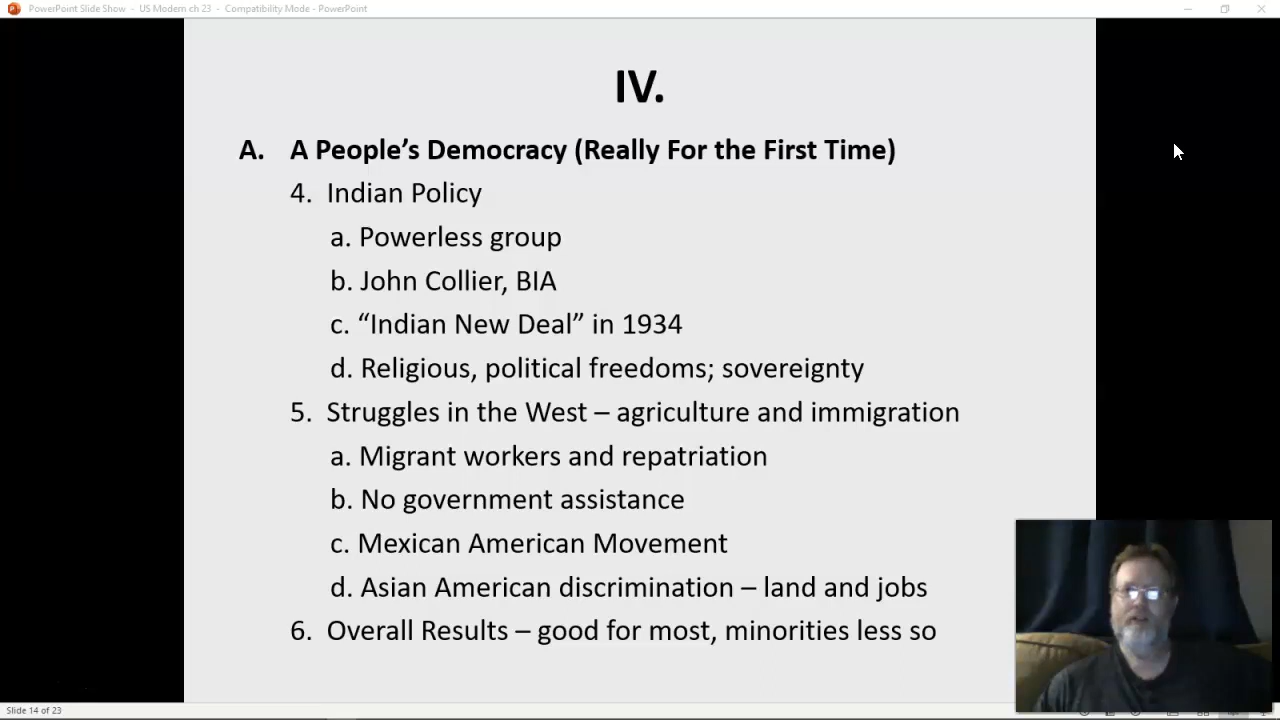 PowerPoint Slide Show - US Modern ch 23 - Compatibility Mode - PowerPoint
IV.
A. A People’s Democracy (Really For the First Time)
4. Indian Policy
a. Powerless group
b. John Collier, BIA
c. “Indian New Deal” in 1934
d. Religious, political freedoms; sovereignty
5. Struggles in the West – agriculture and immigration
a. Migrant workers and repatriation
b. No government assistance
c. Mexican American Movement
d. Asian American discrimination – land and jobs
6. Overall Results – good for most, minorities less so
Slide 14 of 23